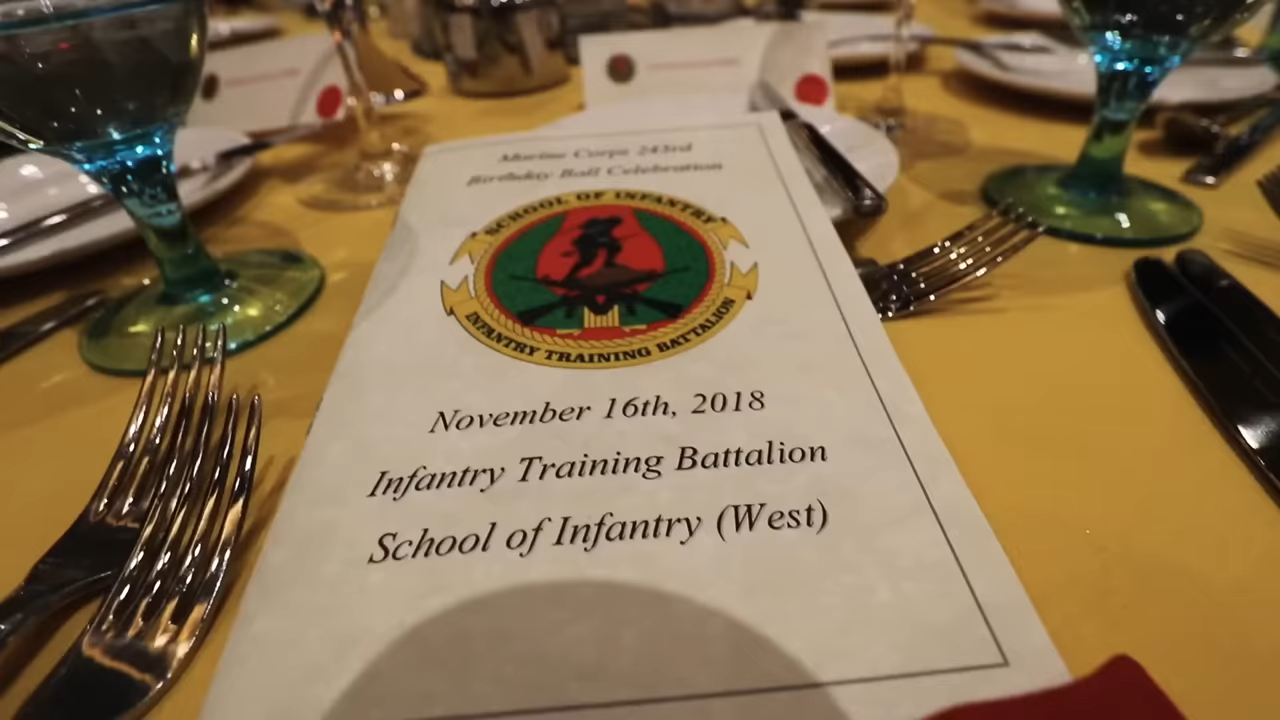 Marine Corps 243rd
Birthday Ball Celebration
SCHOOL OF INFANTRY
INFANTRY TRAINING BATTALION
November 16th, 2018
Infantry Training Battalion
School of Infantry (West)